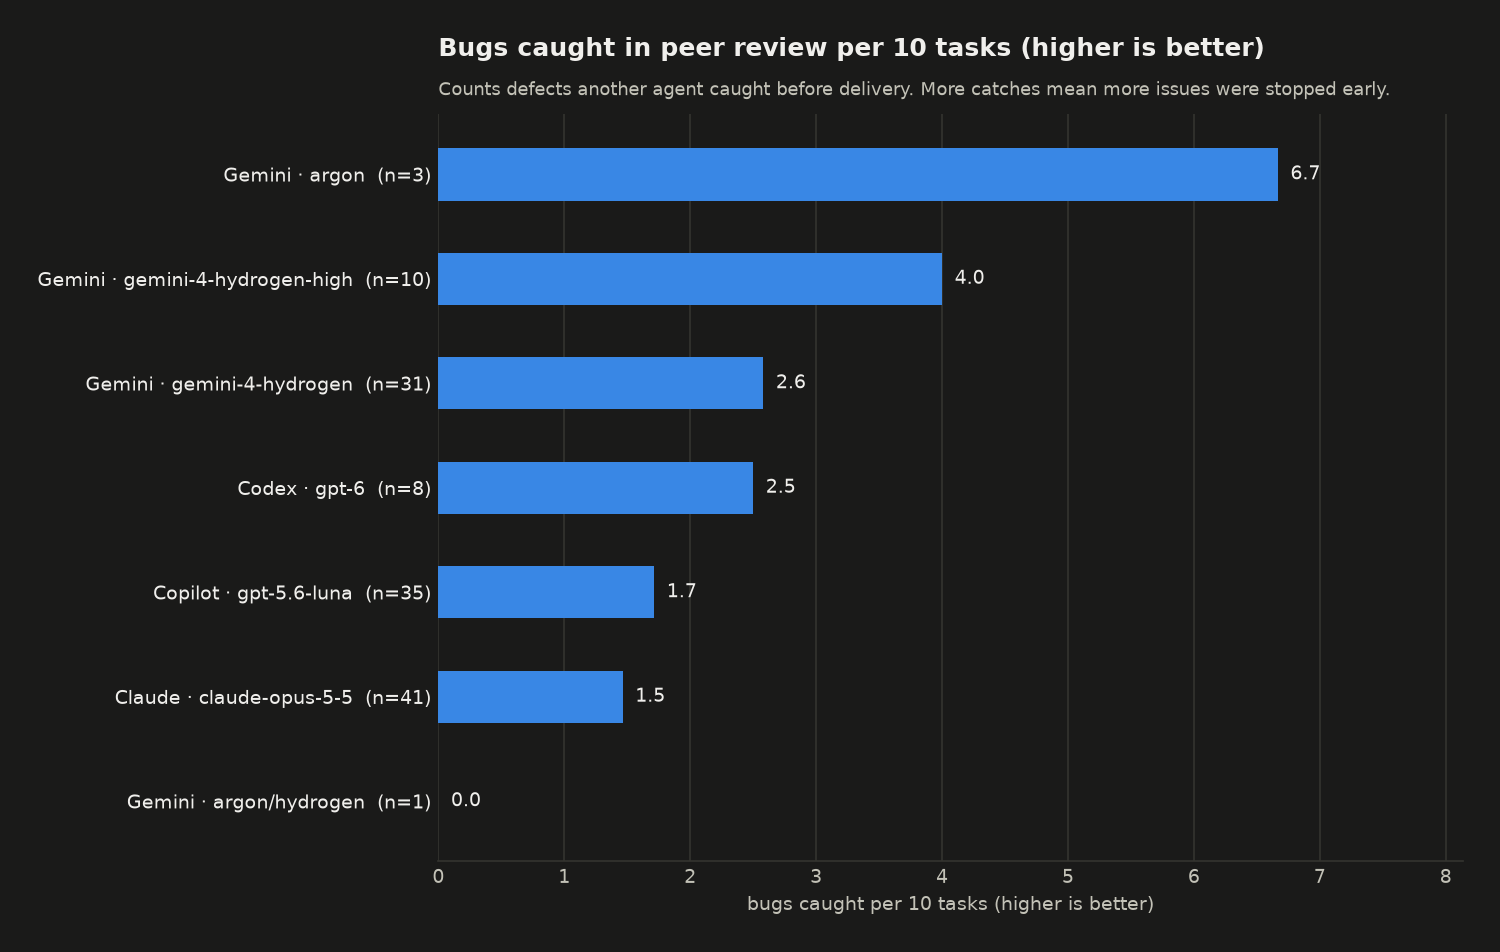 Bugs caught in peer review per 10 tasks (higher is better)
Counts defects another agent caught before delivery. More catches mean more issues were stopped early.
Gemini · argon (n=3) 6.7
Gemini · gemini-4-hydrogen-high (n=10) 4.0
Gemini · gemini-4-hydrogen (n=31) 2.6
Codex · gpt-6 (n=8) 2.5
Copilot · gpt-5.6-luna (n=35) 1.7
Claude · claude-opus-5-5 (n=41) 1.5
Gemini · argon/hydrogen (n=1) 0.0
0 1 2 3 4 5 6 7 8
bugs caught per 10 tasks (higher is better)